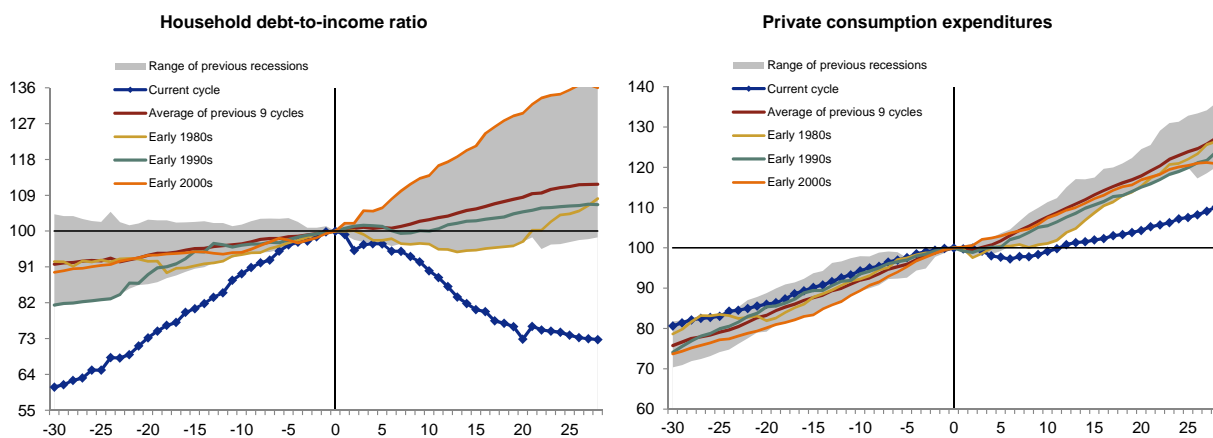 Household debt-to-income ratio
Range of previous recessions
Current cycle
Average of previous 9 cycles
Early 1980s
Early 1990s
Early 2000s
136
127
118
109
100
91
82
73
64
55
-30 -25 -20 -15 -10 -5 0 5 10 15 20 25
Private consumption expenditures
Range of previous recessions
Current cycle
Average of previous 9 cycles
Early 1980s
Early 1990s
Early 2000s
140
130
120
110
100
90
80
70
60
-30 -25 -20 -15 -10 -5 0 5 10 15 20 25